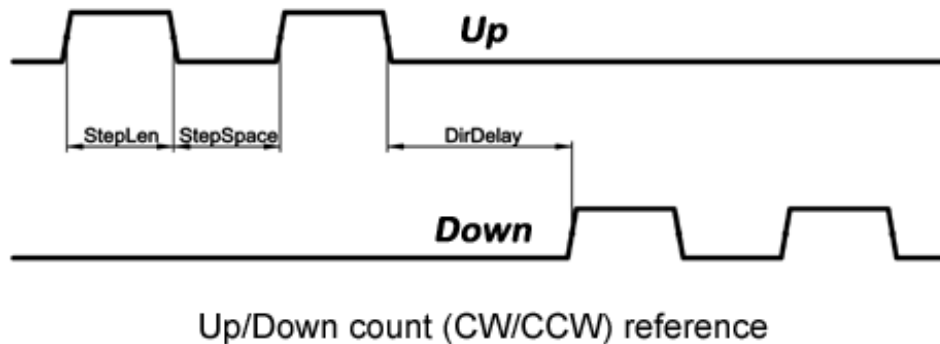 Up
StepLen StepSpace DirDelay
Down
Up/Down count (CW/CCW) reference